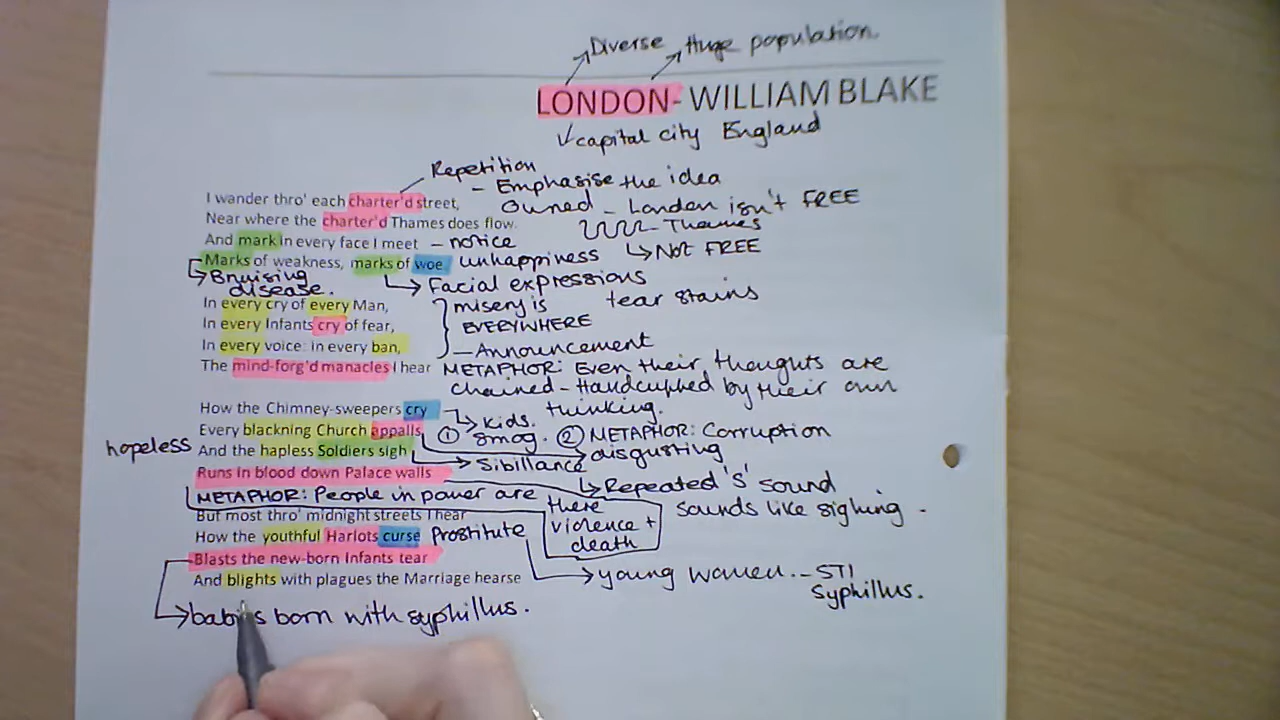 Diverse Huge population.
LONDON- WILLIAM BLAKE
capital city England
Repetition
- Emphasise the idea
I wander thro' each charter'd street,
Owned - London isn't FREE
Near where the charter'd Thames does flow.
- Thames
And mark in every face I meet - notice
↳ Not FREE
Marks of weakness, marks of woe. unhappiness
Bruising
disease.
Facial expressions
tear stains
In every cry of every Man,
misery is
In every Infants cry of fear,
EVERYWHERE
In every voice: in every ban,
- Announcement
The mind-forg'd manacles I hear METAPHOR: Even their thoughts are
chained - Handcuffed by their own
thinking.
How the Chimney-sweepers cry
kids.
Every blackning Church appalls,
① smog. ② METAPHOR: Corruption
disgusting
hopeless And the hapless Soldiers sigh
Sibillance
↳ Repeated 's' sound
sounds like sighing.
Runs in blood down Palace walls
METAPHOR: People in power are
there
violence +
death
But most thro' midnight streets I hear
How the youthful Harlots curse Prostitute
Blasts the new-born Infants tear
young women. - STI
Syphillus.
And blights with plagues the Marriage hearse
babies born with syphillus.